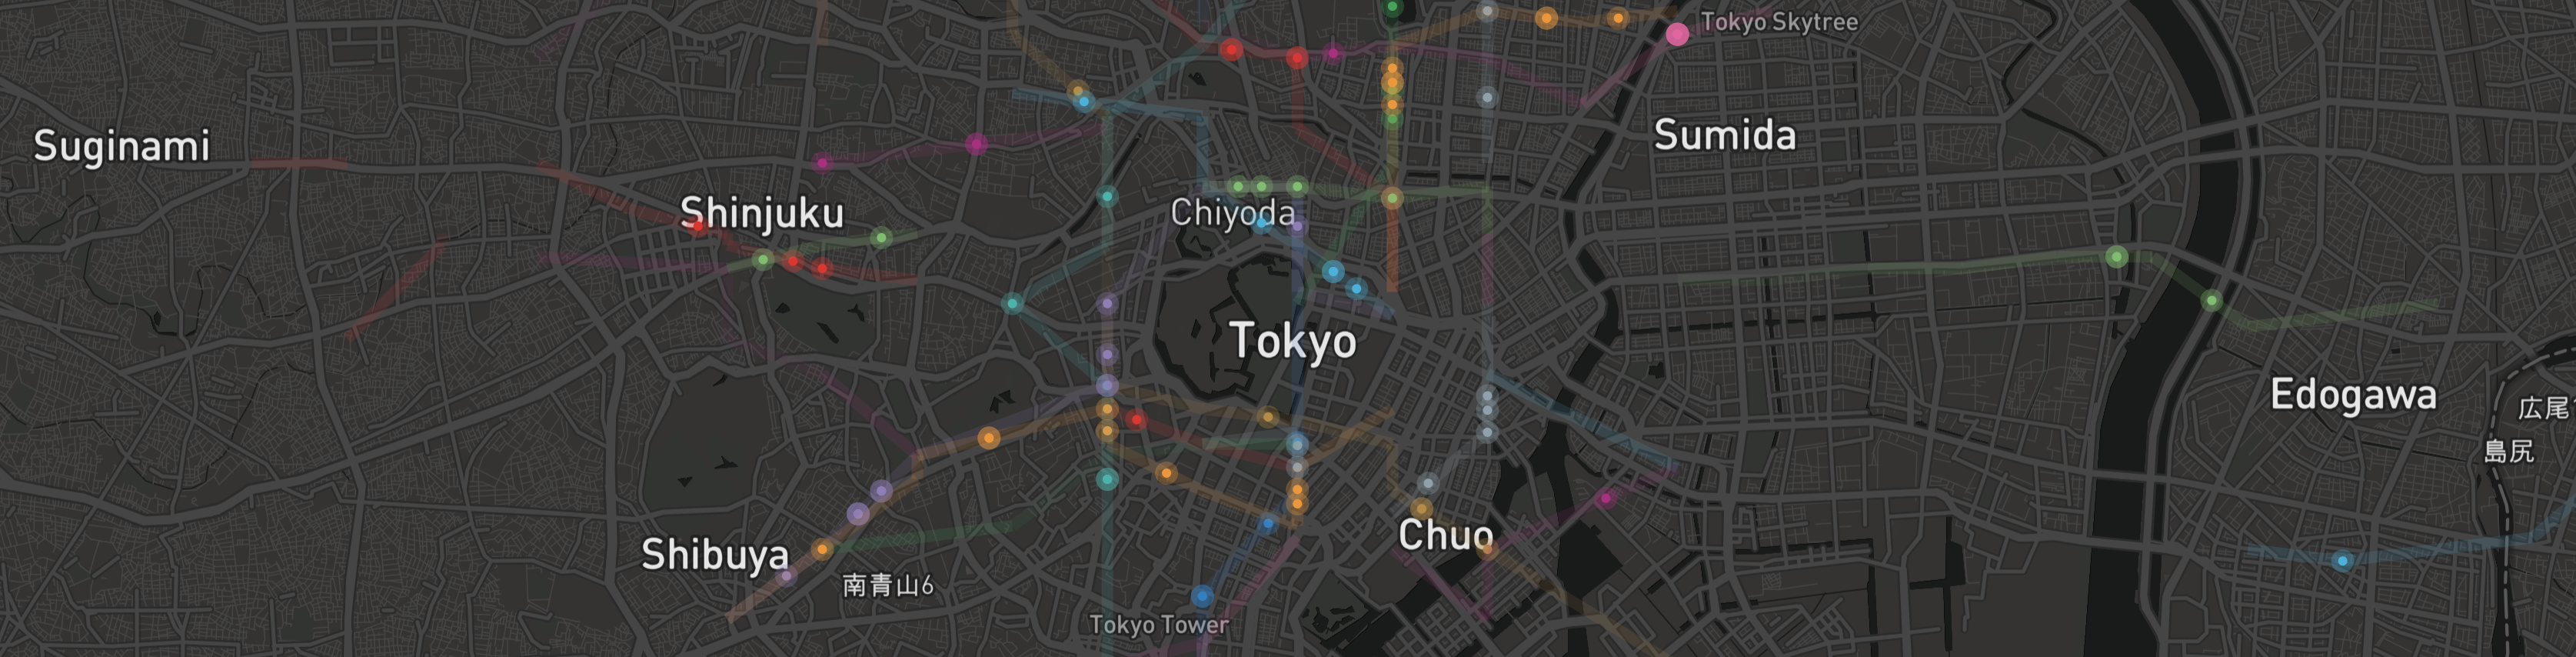 Tokyo Skytree
Suginami
Sumida
Shinjuku
Chiyoda
Tokyo
Edogawa
広尾
島尻
Chuo
Shibuya
南青山6
Tokyo Tower